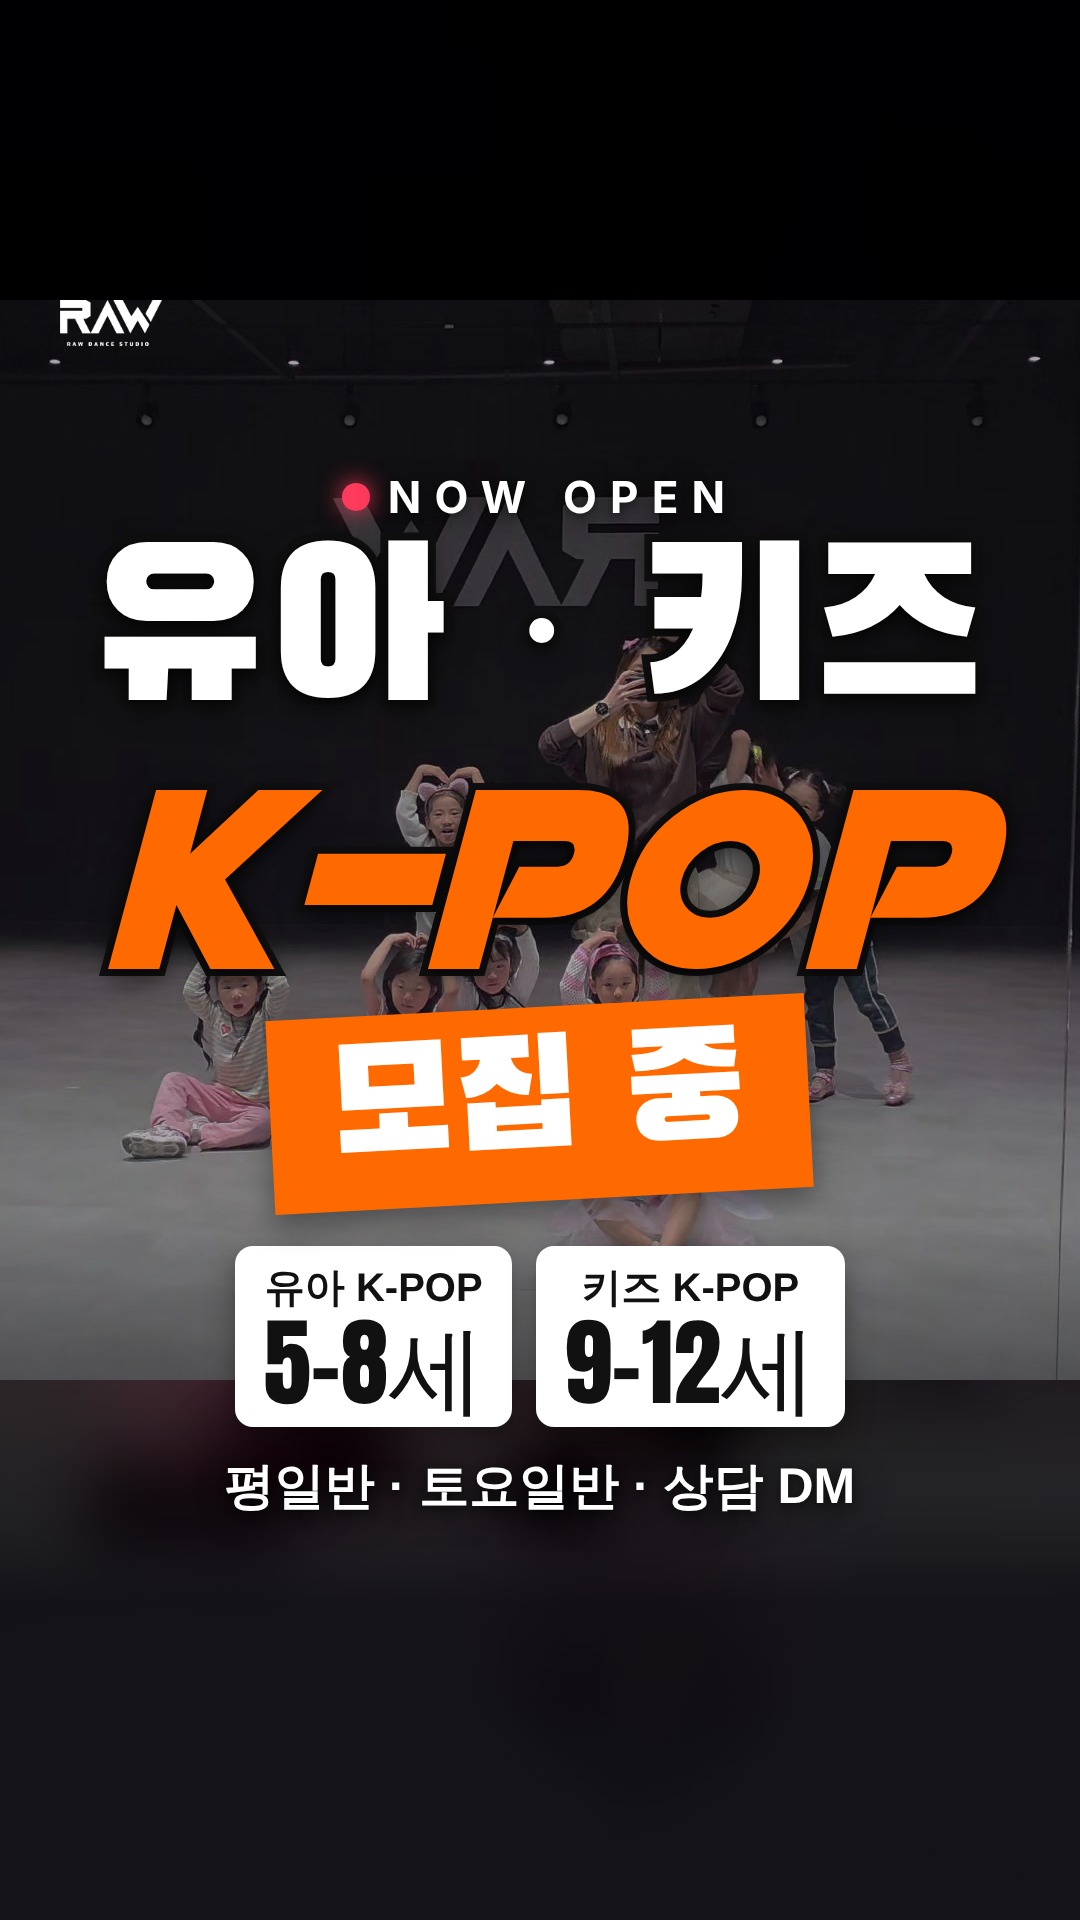 RAW
RAW DANCE STUDIO
NOW OPEN
RAW
유아 · 키즈
K-POP
모집 중
유아 K-POP
5-8세
키즈 K-POP
9-12세
평일반 · 토요일반 · 상담 DM